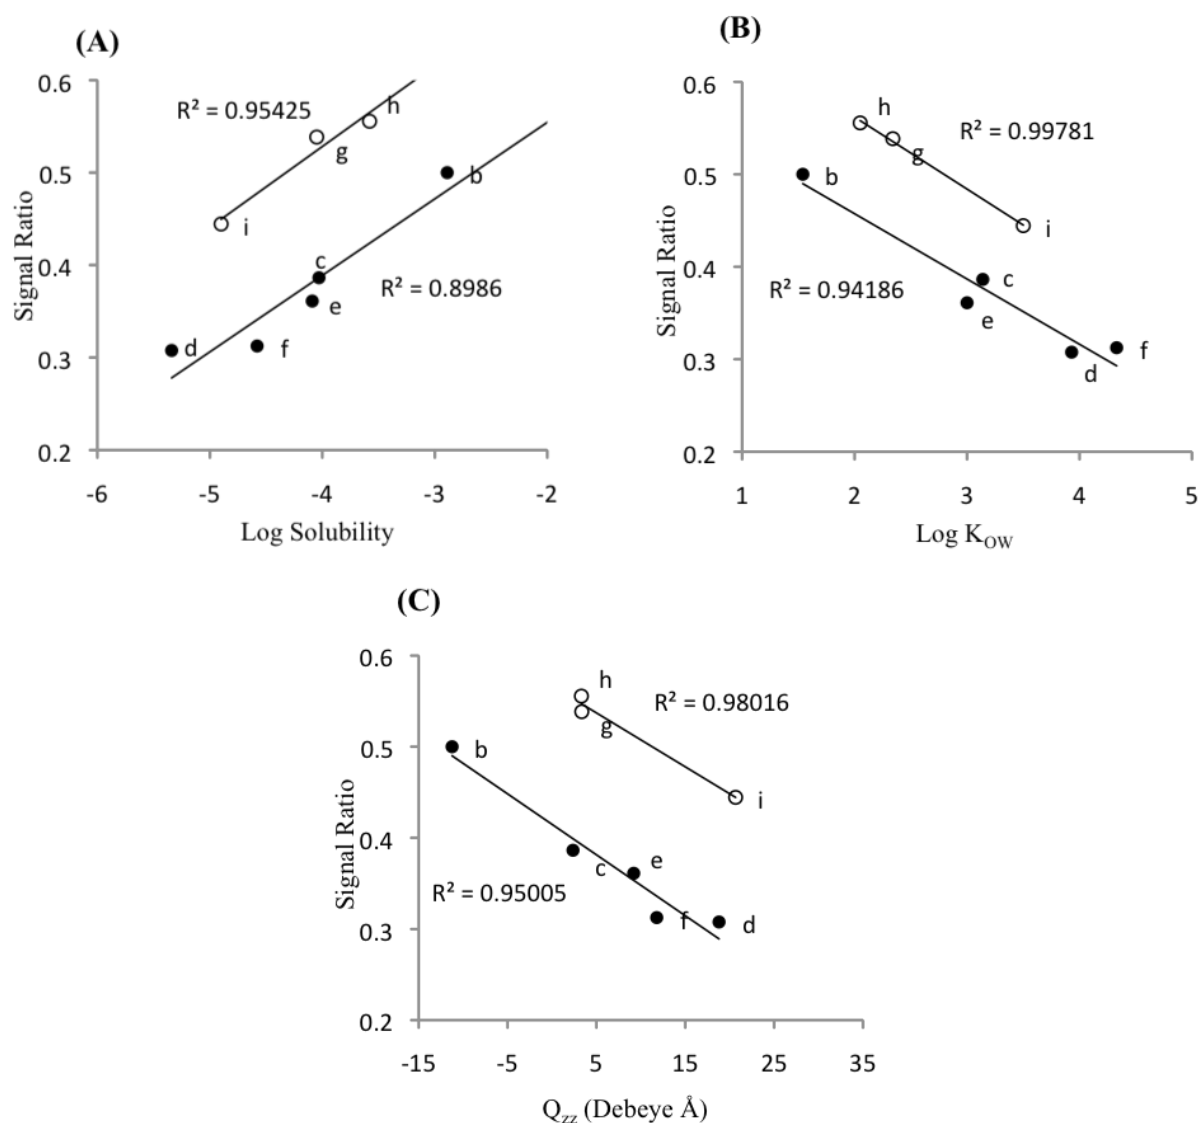 (A)
0.6
0.5
0.4
0.3
0.2
Signal Ratio
R² = 0.95425
h
g
i
b
c
e
d
f
R² = 0.8986
-6 -5 -4 -3 -2
Log Solubility
(B)
0.6
0.5
0.4
0.3
0.2
Signal Ratio
h
g
R² = 0.99781
b
i
c
R² = 0.94186
e
d
f
1 2 3 4 5
Log K_OW
(C)
0.6
0.5
0.4
0.3
0.2
Signal Ratio
h
R² = 0.98016
g
b
i
e
c
R² = 0.95005
f
d
-15 -5 5 15 25 35
Q_zz (Debeye Å)